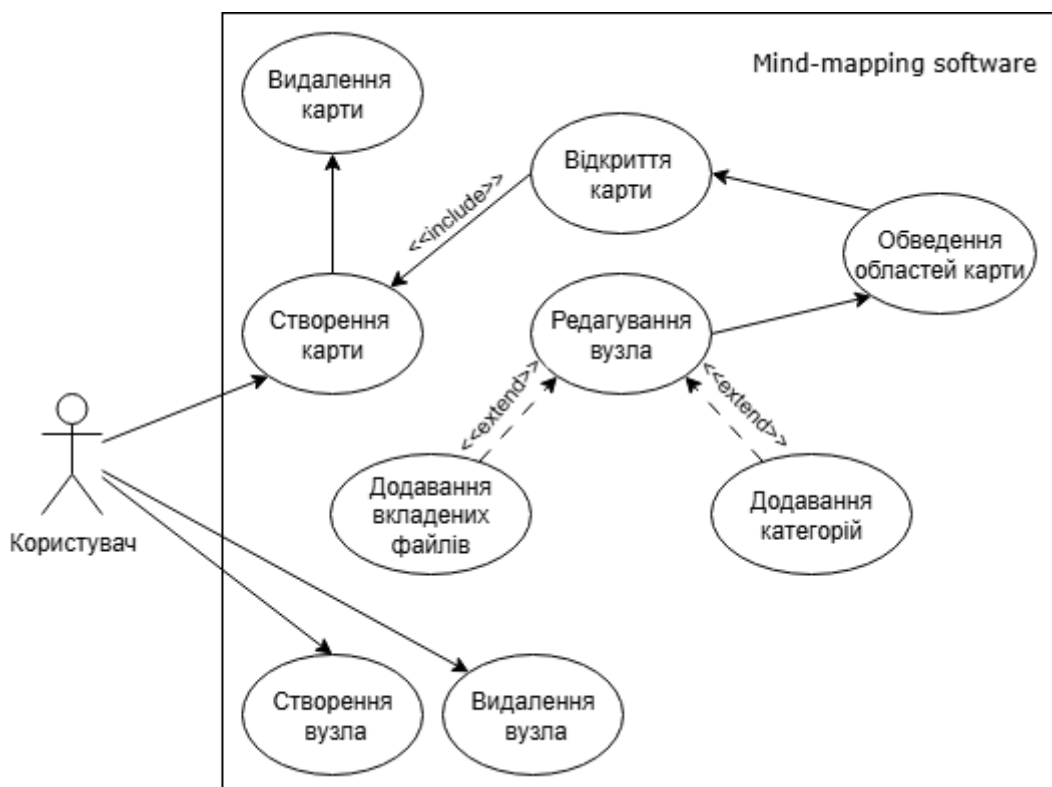 Mind-mapping software
Видалення
карти
Відкриття
карти
<<include>>
Обведення
областей карти
Створення
карти
Редагування
вузла
<<extend>>
<<extend>>
Додавання
вкладених
файлів
Додавання
категорій
Користувач
Створення
вузла
Видалення
вузла